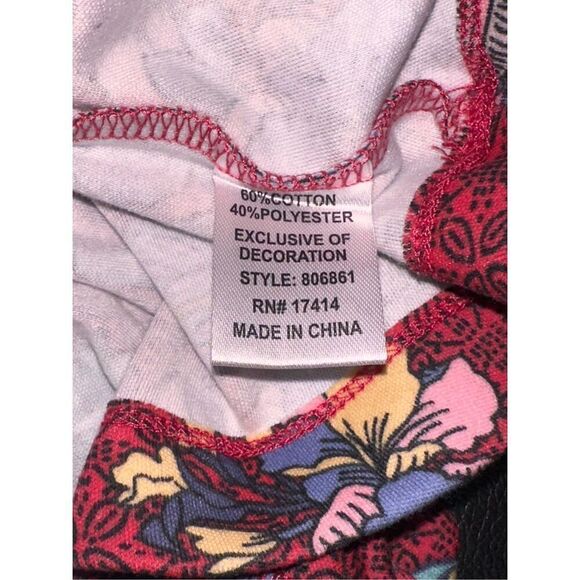 60%COTTON
40%POLYESTER
EXCLUSIVE OF
DECORATION
STYLE: 806861
RN# 17414
MADE IN CHINA